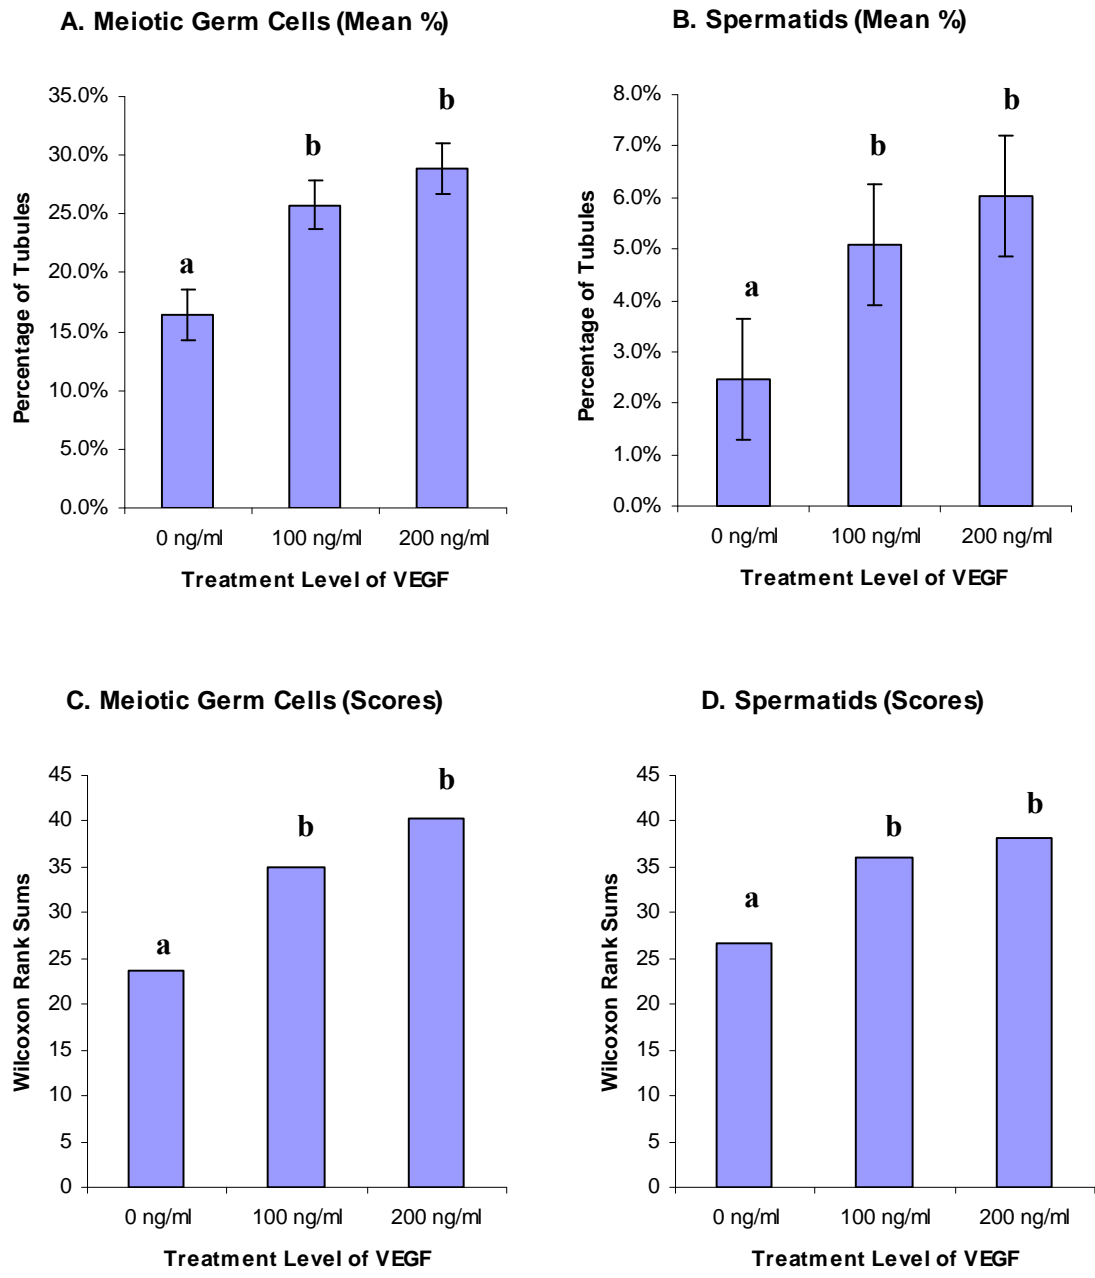 A. Meiotic Germ Cells (Mean %)
Percentage of Tubules
35.0%
30.0%
25.0%
20.0%
15.0%
10.0%
5.0%
0.0%
a
b
b
0 ng/ml 100 ng/ml 200 ng/ml
Treatment Level of VEGF
B. Spermatids (Mean %)
Percentage of Tubules
8.0%
7.0%
6.0%
5.0%
4.0%
3.0%
2.0%
1.0%
0.0%
a
b
b
0 ng/ml 100 ng/ml 200 ng/ml
Treatment Level of VEGF
C. Meiotic Germ Cells (Scores)
Wilcoxon Rank Sums
45
40
35
30
25
20
15
10
5
0
a
b
b
0 ng/ml 100 ng/ml 200 ng/ml
Treatment Level of VEGF
D. Spermatids (Scores)
Wilcoxon Rank Sums
45
40
35
30
25
20
15
10
5
0
a
b
b
0 ng/ml 100 ng/ml 200 ng/ml
Treatment Level of VEGF